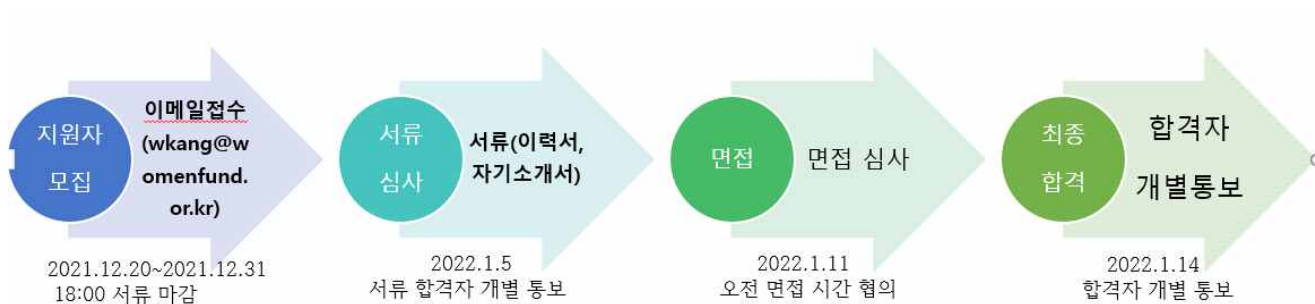 지원자
모집
이메일접수
(wkang@w
omenfund.
or.kr)
2021.12.20~2021.12.31
18:00 서류 마감
서류
심사
서류(이력서,
자기소개서)
2022.1.5
서류 합격자 개별 통보
면접
면접 심사
2022.1.11
오전 면접 시간 협의
최종
합격
합격자
개별통보
2022.1.14
합격자 개별 통보